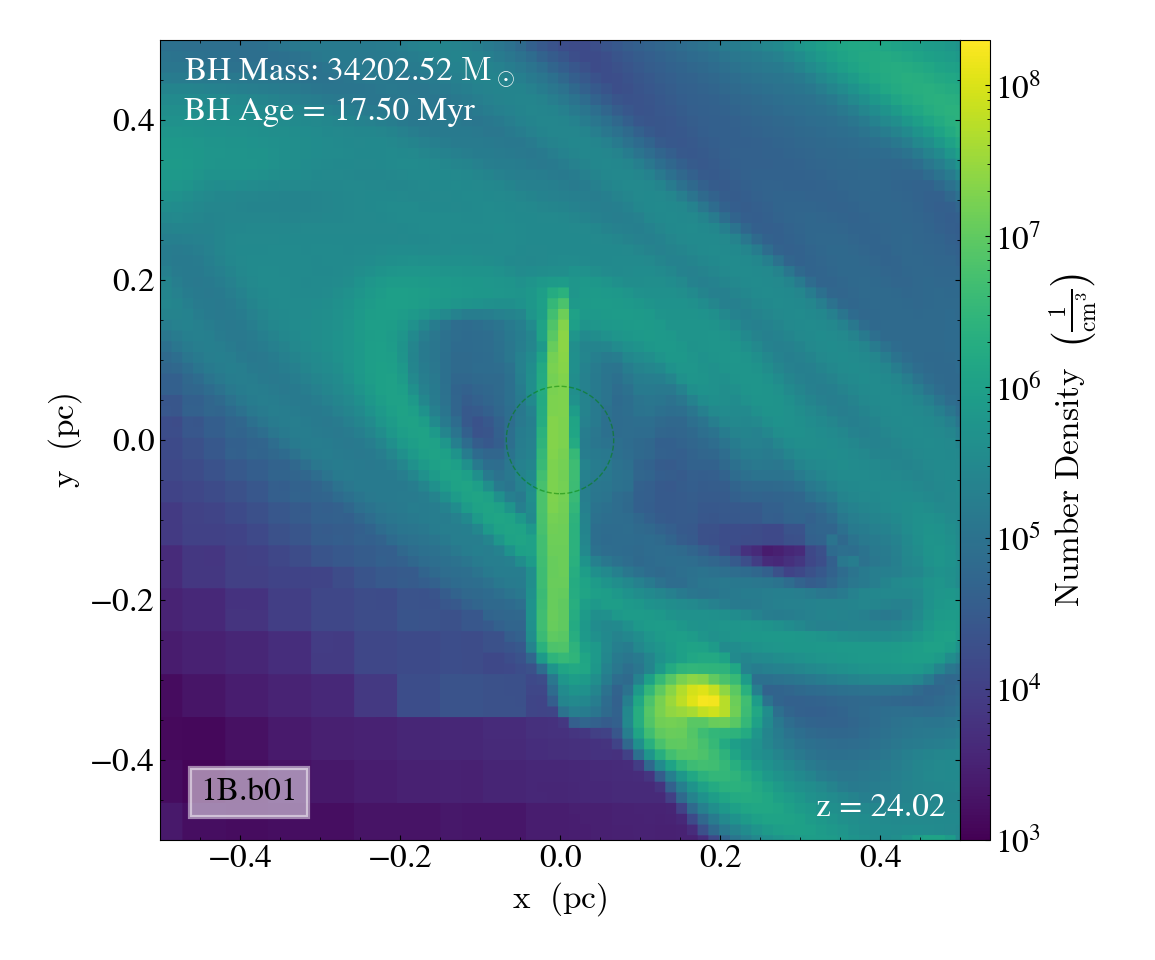 BH Mass: 34202.52 M⊙
BH Age = 17.50 Myr
0.4
0.2
0.0
−0.2
−0.4
y (pc)
1B.b01
z = 24.02
−0.4 −0.2 0.0 0.2 0.4
x (pc)
10⁸
10⁷
10⁶
10⁵
10⁴
10³
Number Density (1/cm³)